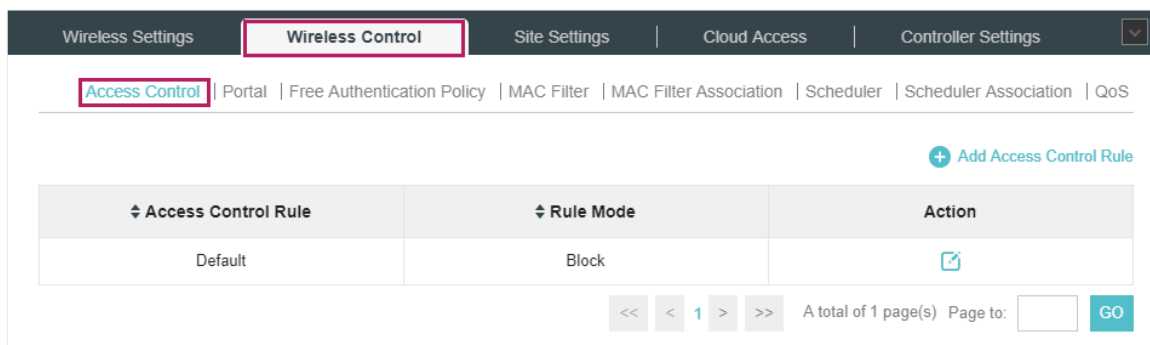 Wireless Settings Wireless Control Site Settings | Cloud Access | Controller Settings
Access Control | Portal | Free Authentication Policy | MAC Filter | MAC Filter Association | Scheduler | Scheduler Association | QoS
Add Access Control Rule
Access Control Rule Rule Mode Action
Default Block
<< < 1 > >> A total of 1 page(s) Page to: GO